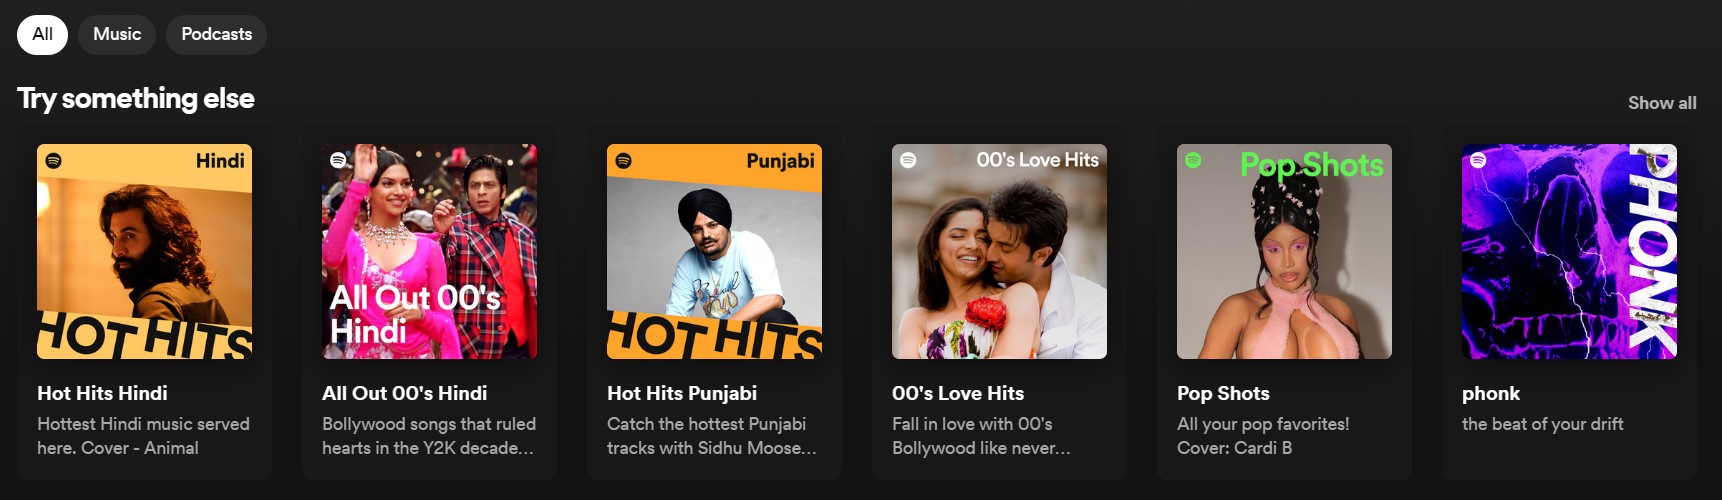 All
Music
Podcasts
Try something else
Show all
Hindi
HOT HITS
Hot Hits Hindi
Hottest Hindi music served
here. Cover - Animal
All Out 00's
Hindi
All Out 00's Hindi
Bollywood songs that ruled
hearts in the Y2K decade...
Punjabi
HOT HITS
Hot Hits Punjabi
Catch the hottest Punjabi
tracks with Sidhu Moose...
00's Love Hits
00's Love Hits
Fall in love with 00's
Bollywood like never...
Pop Shots
Pop Shots
All your pop favorites!
Cover: Cardi B
PHONK
phonk
the beat of your drift